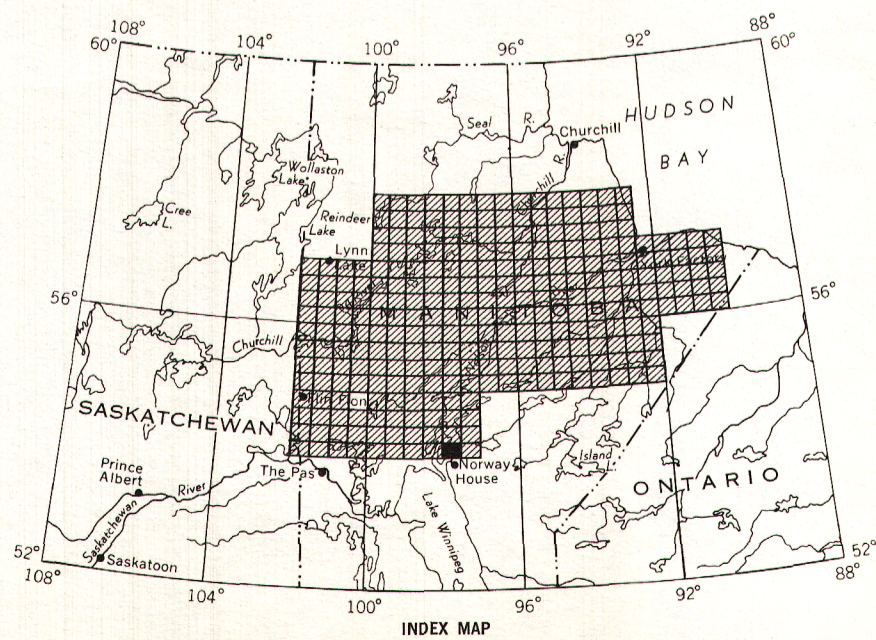 108°
104°
100°
96°
92°
88°
60°
60°
HUDSON
BAY
Seal R.
Churchill
Churchill R.
Wollaston
Lake
Cree
L.
Reindeer
Lake
Lynn
Lake
56°
56°
MANITOBA
Churchill
Flin Flon
SASKATCHEWAN
Prince
Albert
The Pas
Norway
House
Island
L.
ONTARIO
River
Saskatchewan
Lake Winnipeg
Saskatoon
52°
52°
108°
104°
100°
96°
92°
88°
INDEX MAP